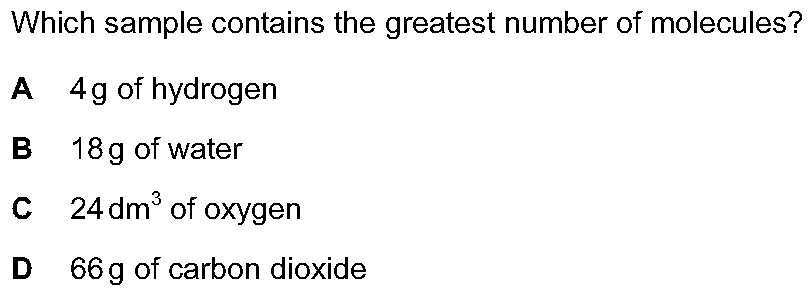 Which sample contains the greatest number of molecules?
A 4 g of hydrogen
B 18 g of water
C 24 dm³ of oxygen
D 66 g of carbon dioxide